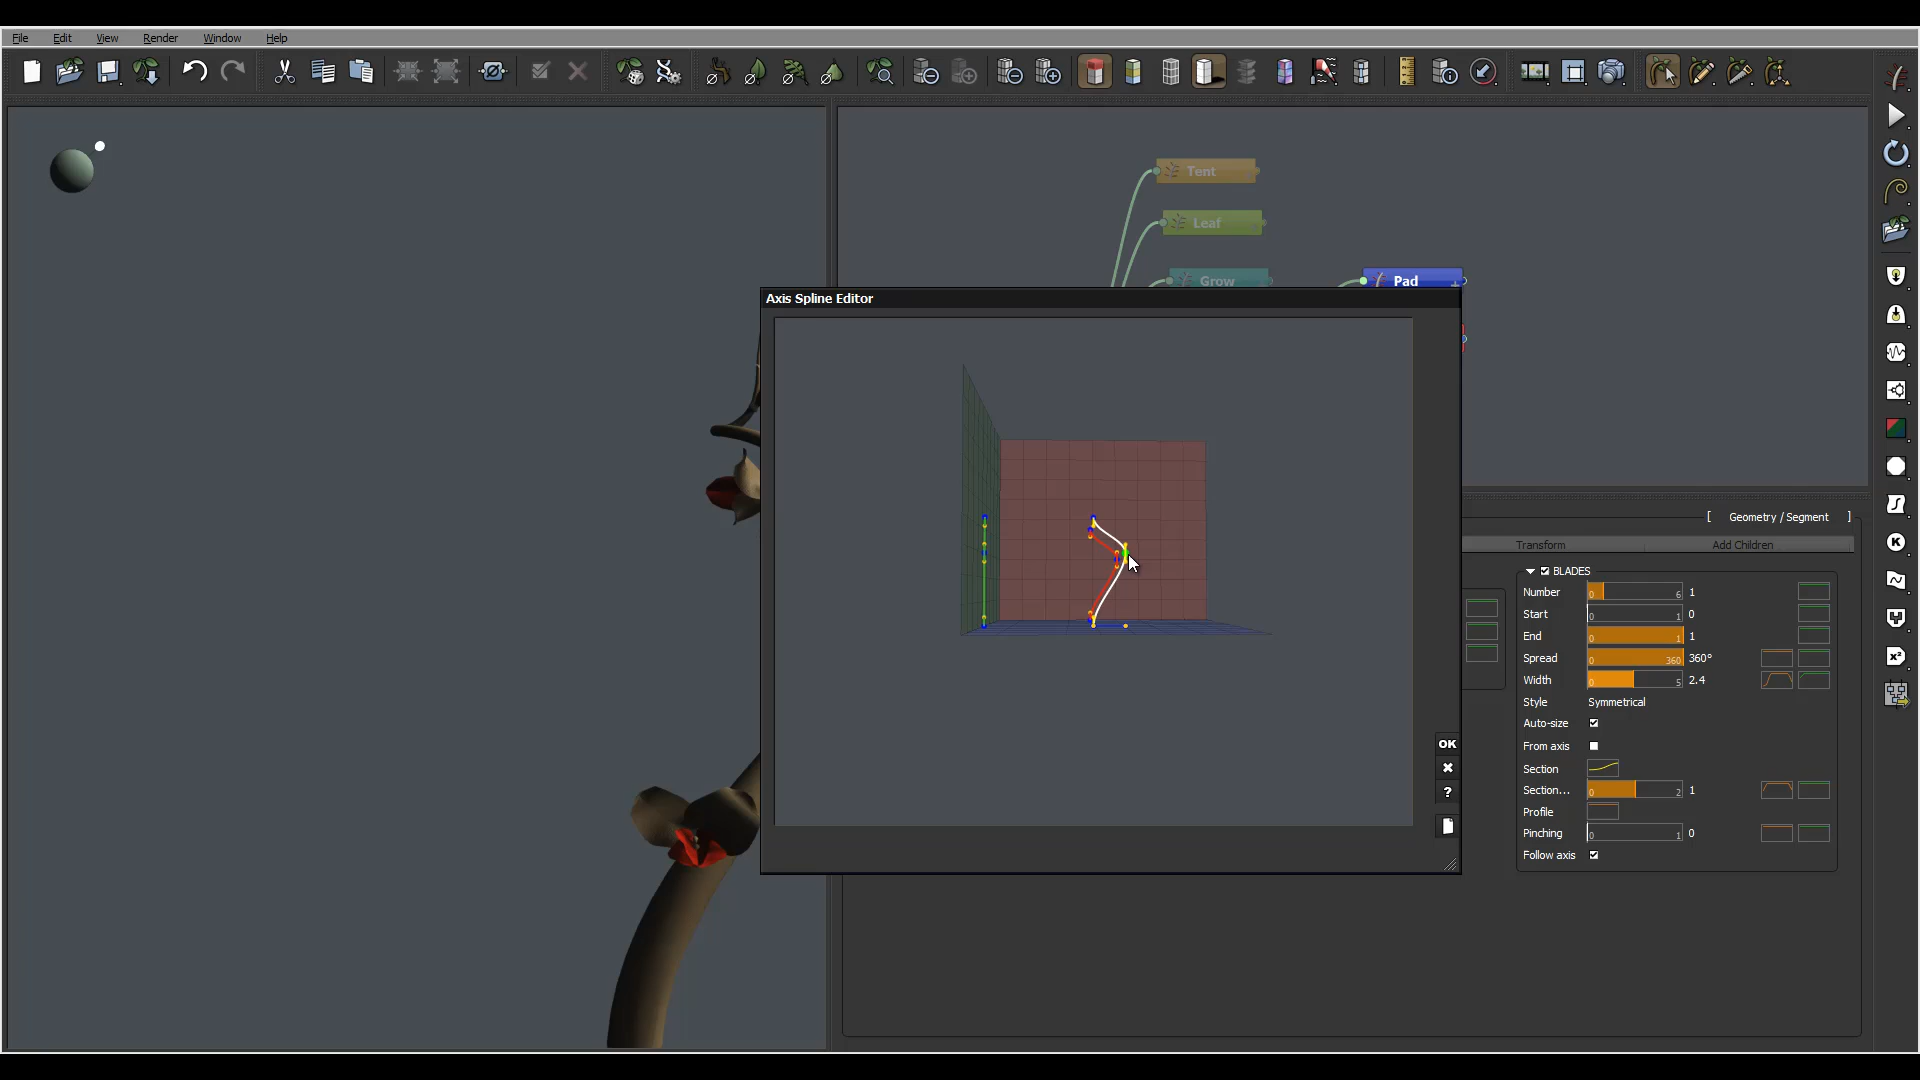 File Edit View Render Window Help
Tent
Leaf
Grow
Pad
Axis Spline Editor
OK
?
[ Geometry / Segment ]
Transform Add Children
BLADES
Number 0 6 1
Start 0 1 0
End 0 1 1
Spread 0 360 360°
Width 0 5 2.4
Style Symmetrical
Auto-size
From axis
Section
Section... 0 2 1
Profile
Pinching 0 1 0
Follow axis
K
x²